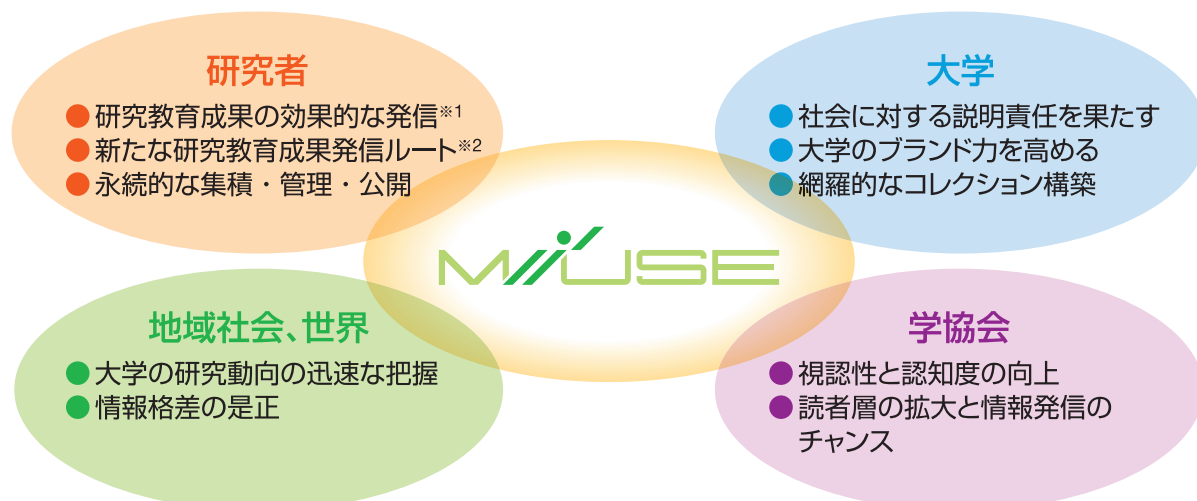 研究者
● 研究教育成果の効果的な発信※1
● 新たな研究教育成果発信ルート※2
● 永続的な集積・管理・公開
大学
● 社会に対する説明責任を果たす
● 大学のブランド力を高める
● 網羅的なコレクション構築
MIUSE
地域社会、世界
● 大学の研究動向の迅速な把握
● 情報格差の是正
学協会
● 視認性と認知度の向上
● 読者層の拡大と情報発信の
チャンス